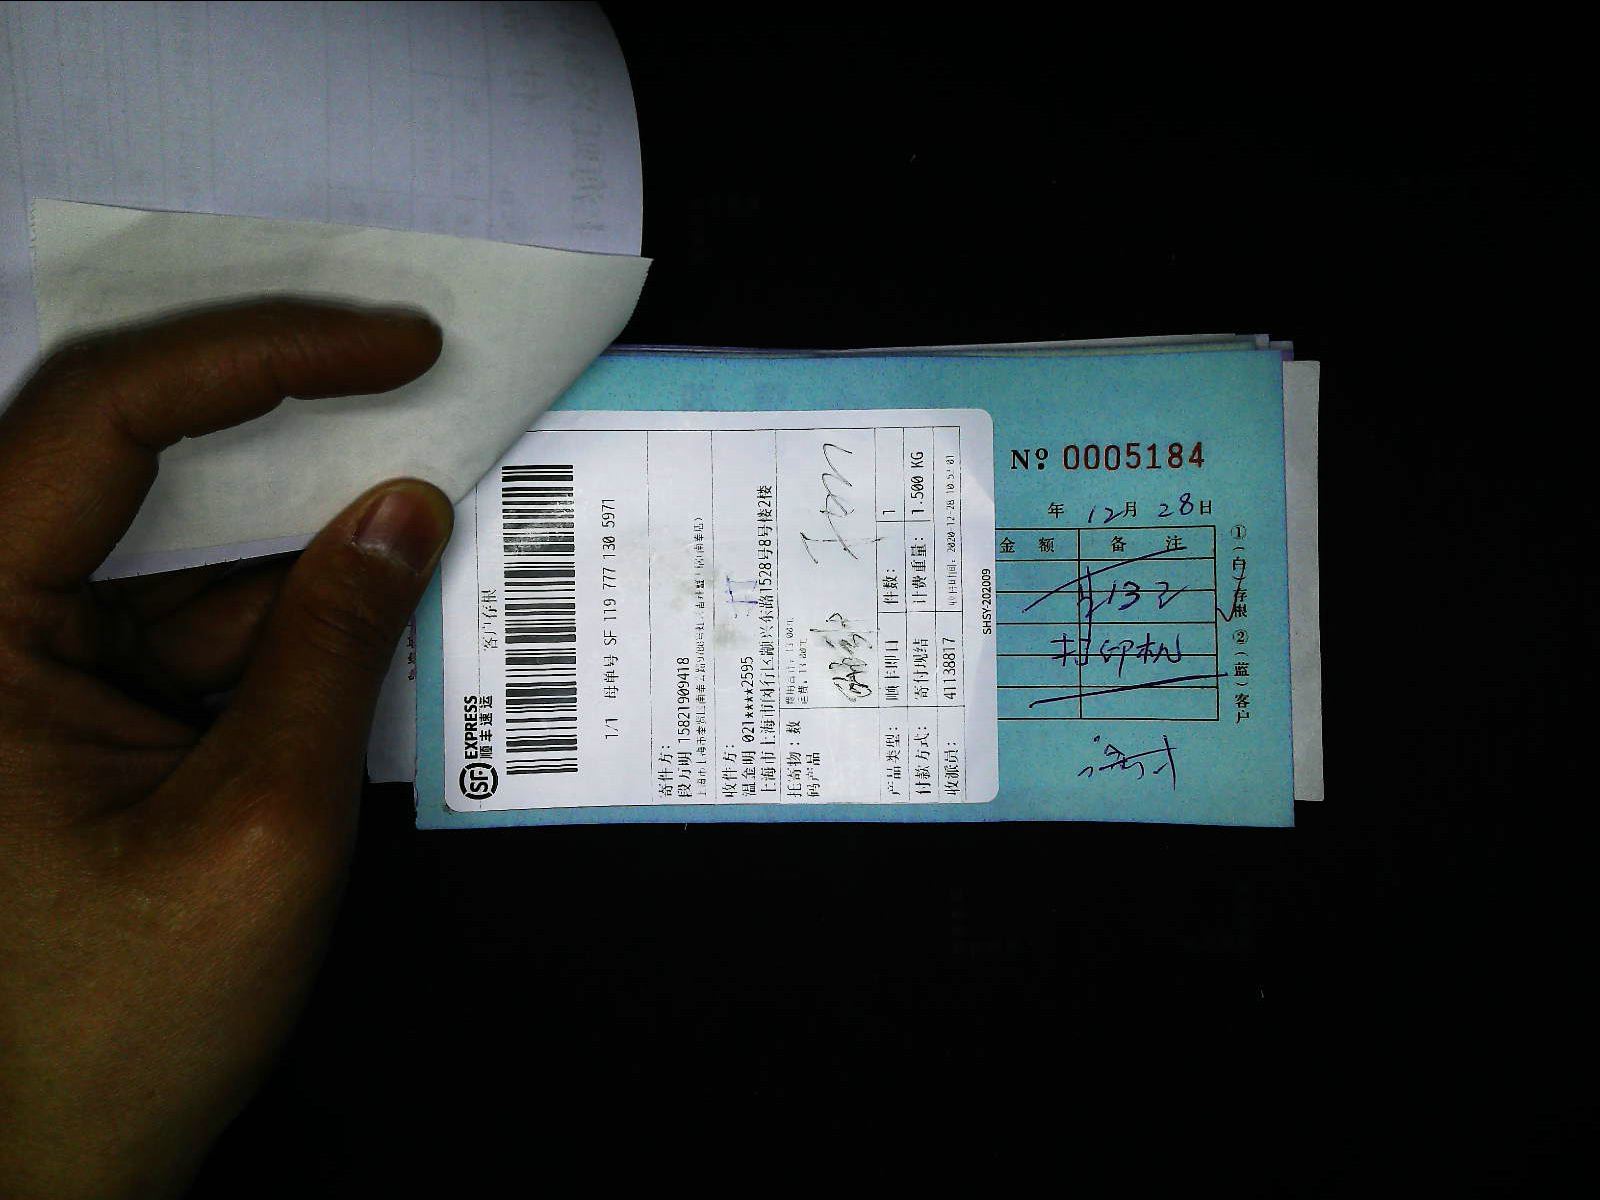 SF EXPRESS
顺丰速运
客户存根
1/1 母单号 SF 119 777 130 5971
寄件方：
段万明 15821909418
收件方：
温金明 021****2595
上海市上海市闵行区颛兴东路1528号8号楼2楼
托寄物：数
码产品
产品类型： 顺丰即日 件数： 1
付款方式： 寄付现结 计费重量： 1.500 KG
收派员： 41138817
SHSY-202009
№ 0005184
年 12月 28日
金 额 备 注
打印机
①（白）存根 ②（蓝）客户